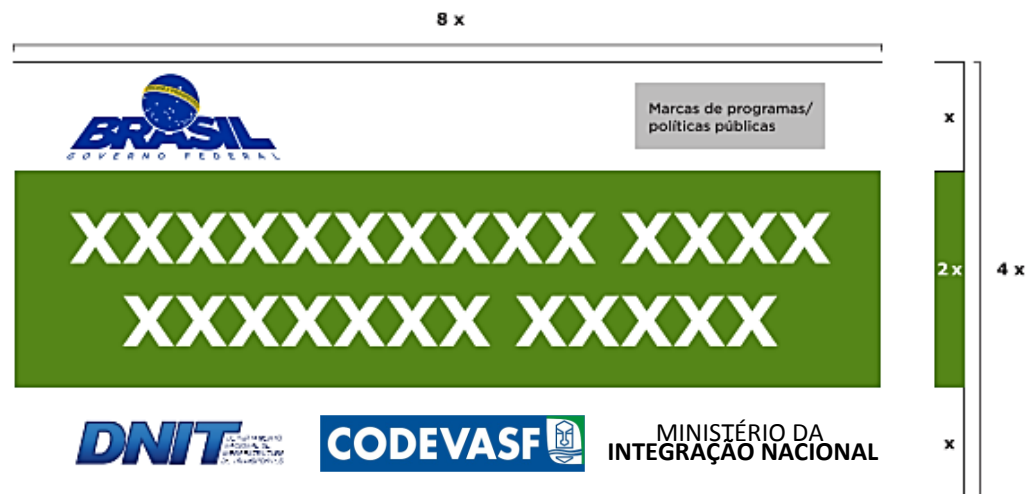 8 x
BRASIL
GOVERNO FEDERAL
Marcas de programas/
políticas públicas
x
XXXXXXXXXX XXXX
XXXXXXX XXXXX
2 x
4 x
DNIT
CODEVASF
MINISTÉRIO DA
INTEGRAÇÃO NACIONAL
x